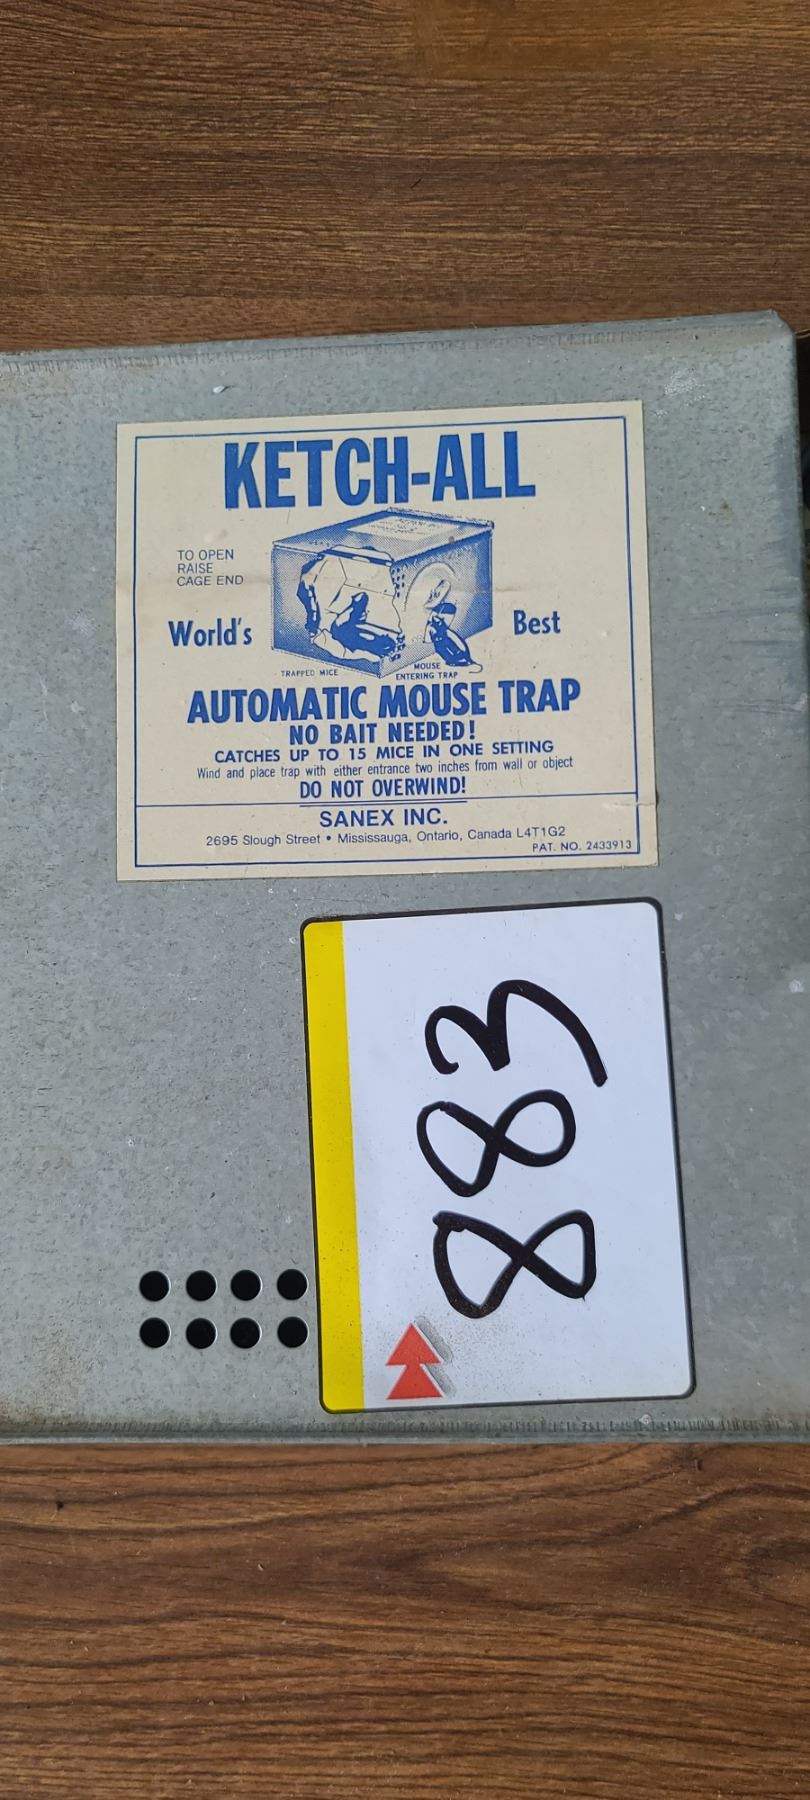 KETCH-ALL
TO OPEN
RAISE
CAGE END
World's Best
TRAPPED MICE
MOUSE
ENTERING TRAP
AUTOMATIC MOUSE TRAP
NO BAIT NEEDED!
CATCHES UP TO 15 MICE IN ONE SETTING
Wind and place trap with either entrance two inches from wall or object
DO NOT OVERWIND!
SANEX INC.
2695 Slough Street • Mississauga, Ontario, Canada L4T1G2
PAT. NO. 2433913
883